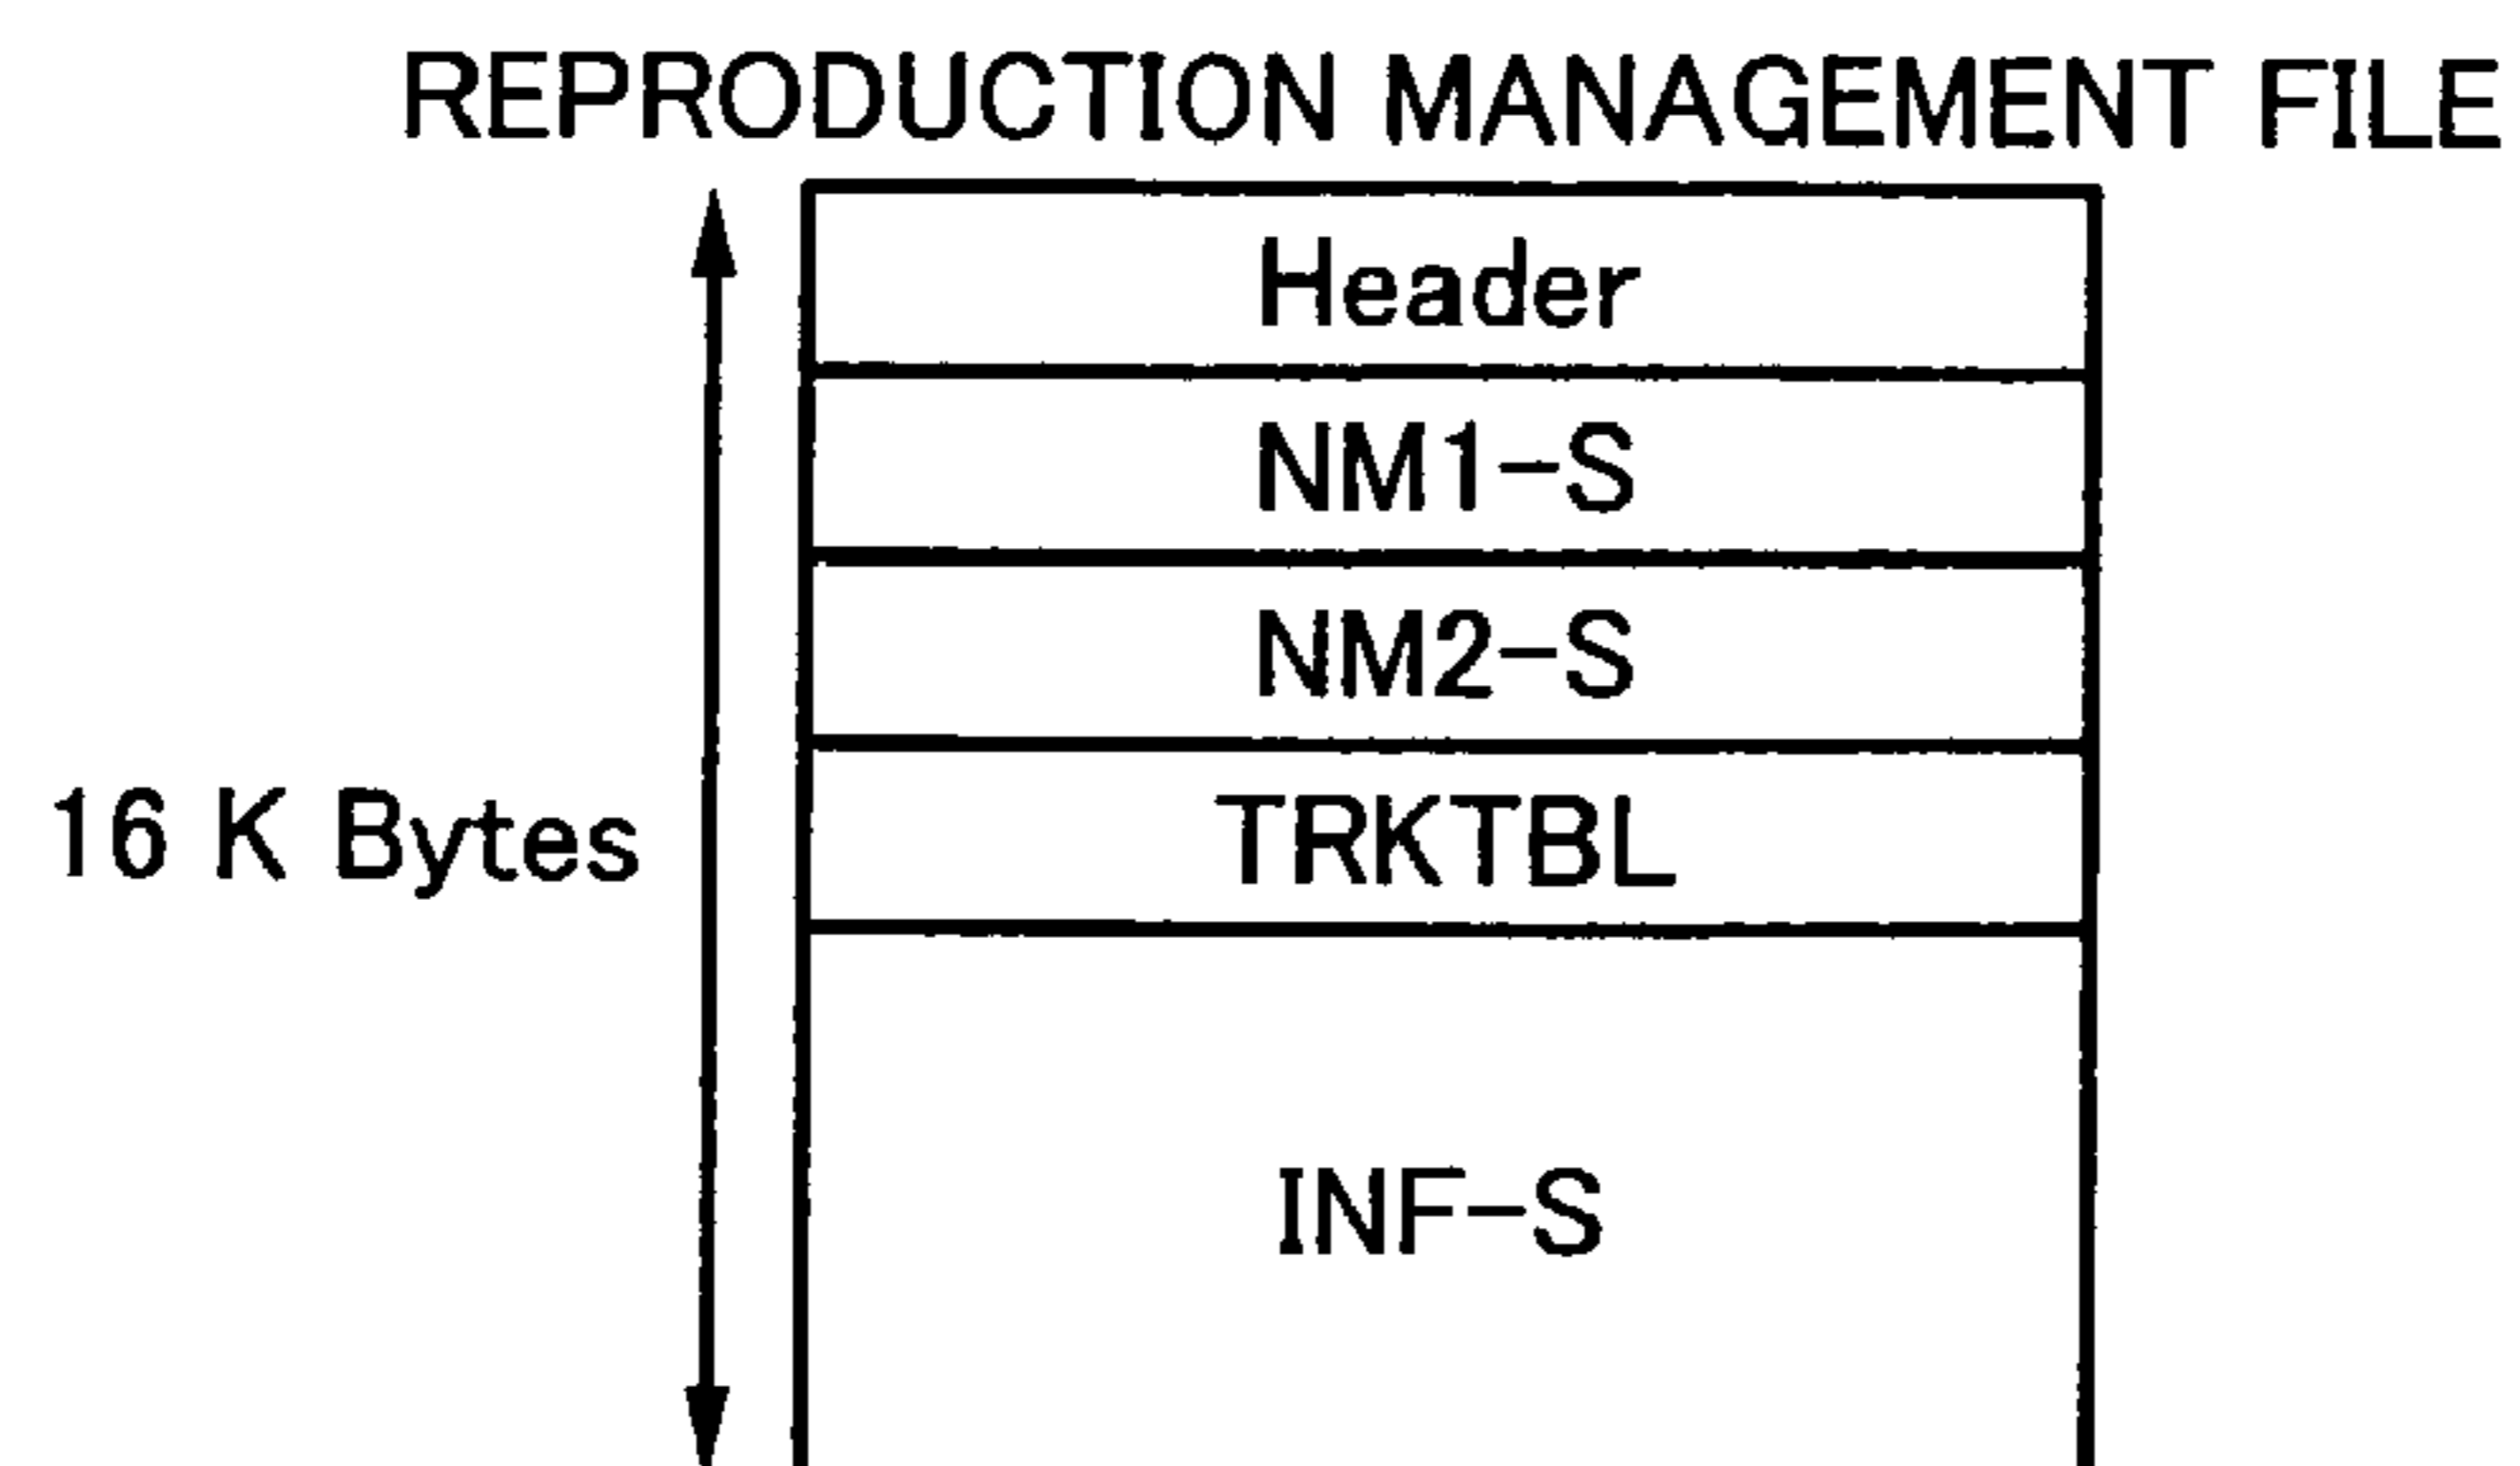 REPRODUCTION MANAGEMENT FILE
Header
NM1-S
NM2-S
16 K Bytes
TRKTBL
INF-S